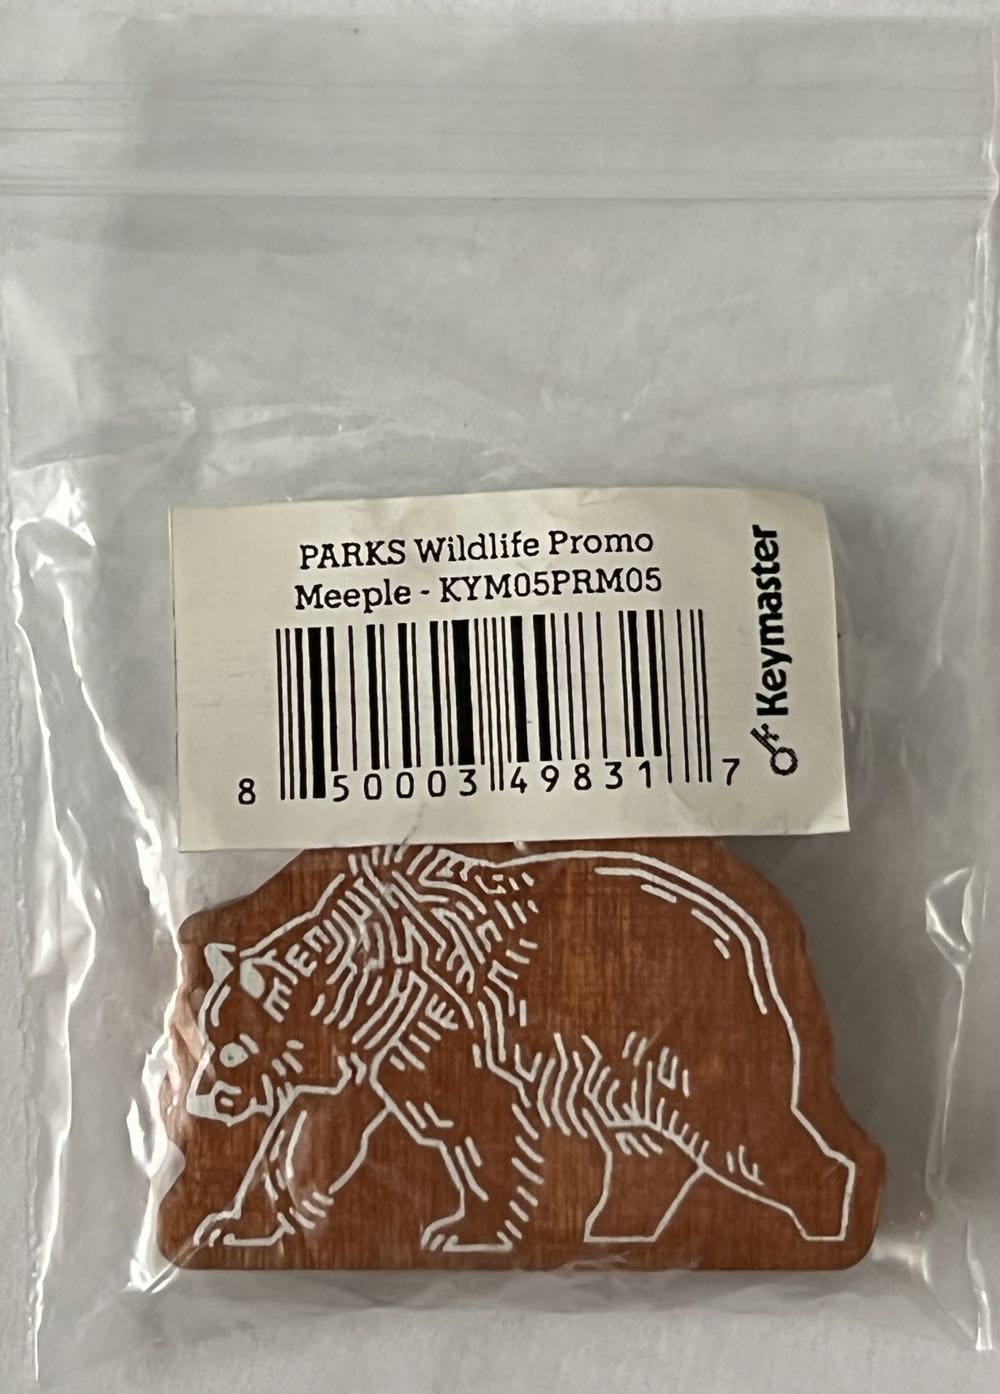 PARKS Wildlife Promo
Meeple - KYM05PRM05
8 50003 49831 7
Keymaster